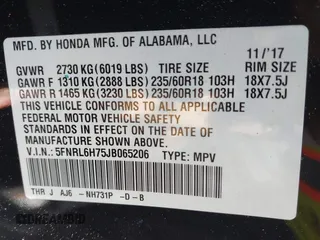 MFD. BY HONDA MFG. OF ALABAMA, LLC
11/'17
GVWR 2730 KG(6019 LBS) TIRE SIZE RIM SIZE
GAWR F 1310 KG(2888 LBS)235/60R18 103H 18X7.5J
GAWR R 1465 KG(3230 LBS)235/60R18 103H 18X7.5J
THIS VEHICLE CONFORMS TO ALL APPLICABLE
FEDERAL MOTOR VEHICLE SAFETY
STANDARDS IN EFFECT ON THE DATE OF
MANUFACTURE SHOWN ABOVE.
V.I.N: 5FNRL6H75JB065206 TYPE: MPV
THR J AJ6 -NH731P -D-B